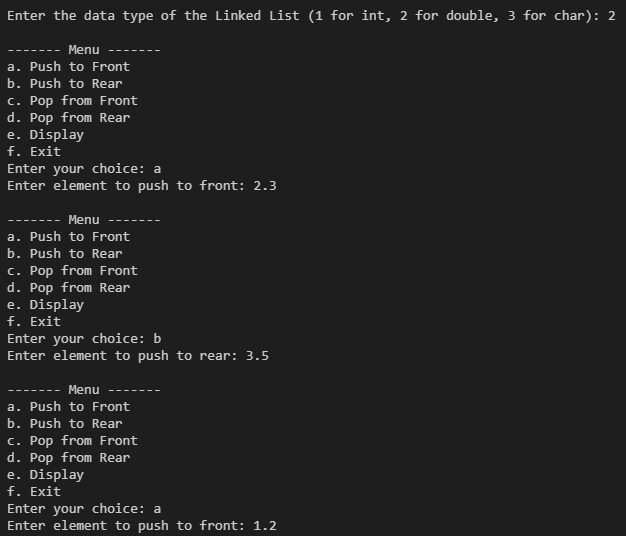 Enter the data type of the Linked List (1 for int, 2 for double, 3 for char): 2
------- Menu -------
a. Push to Front
b. Push to Rear
c. Pop from Front
d. Pop from Rear
e. Display
f. Exit
Enter your choice: a
Enter element to push to front: 2.3
------- Menu -------
a. Push to Front
b. Push to Rear
c. Pop from Front
d. Pop from Rear
e. Display
f. Exit
Enter your choice: b
Enter element to push to rear: 3.5
------- Menu -------
a. Push to Front
b. Push to Rear
c. Pop from Front
d. Pop from Rear
e. Display
f. Exit
Enter your choice: a
Enter element to push to front: 1.2